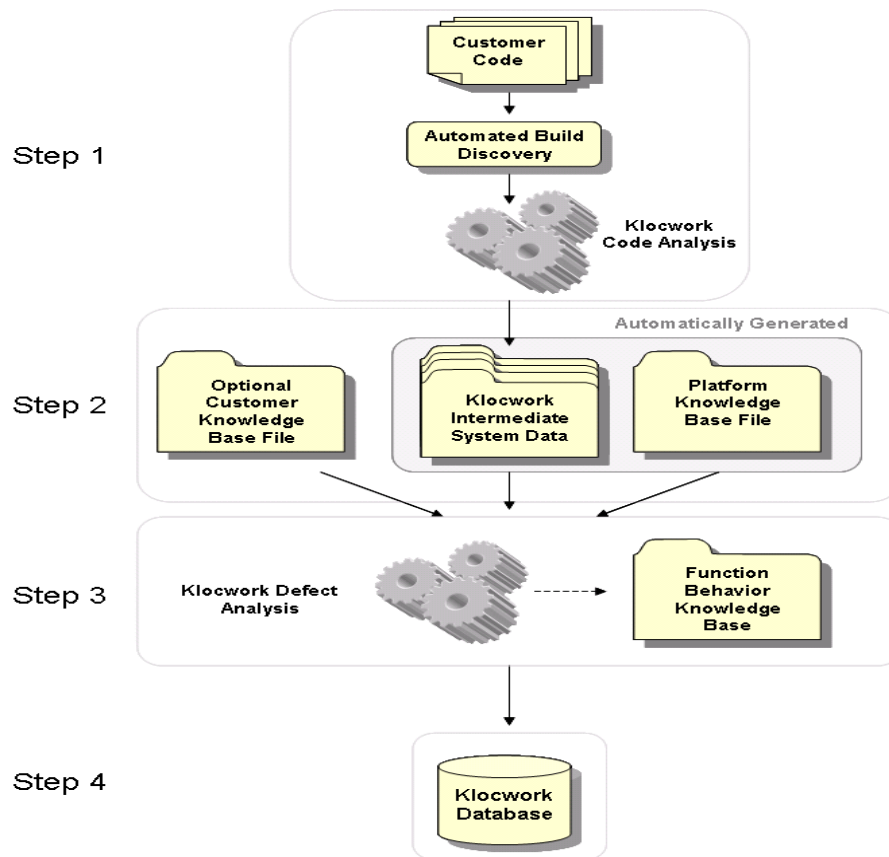 Step 1
Customer
Code
Automated Build
Discovery
Klocwork
Code Analysis
Step 2
Automatically Generated
Optional
Customer
Knowledge
Base File
Klocwork
Intermediate
System Data
Platform
Knowledge
Base File
Step 3
Klocwork Defect
Analysis
Function
Behavior
Knowledge
Base
Step 4
Klocwork
Database